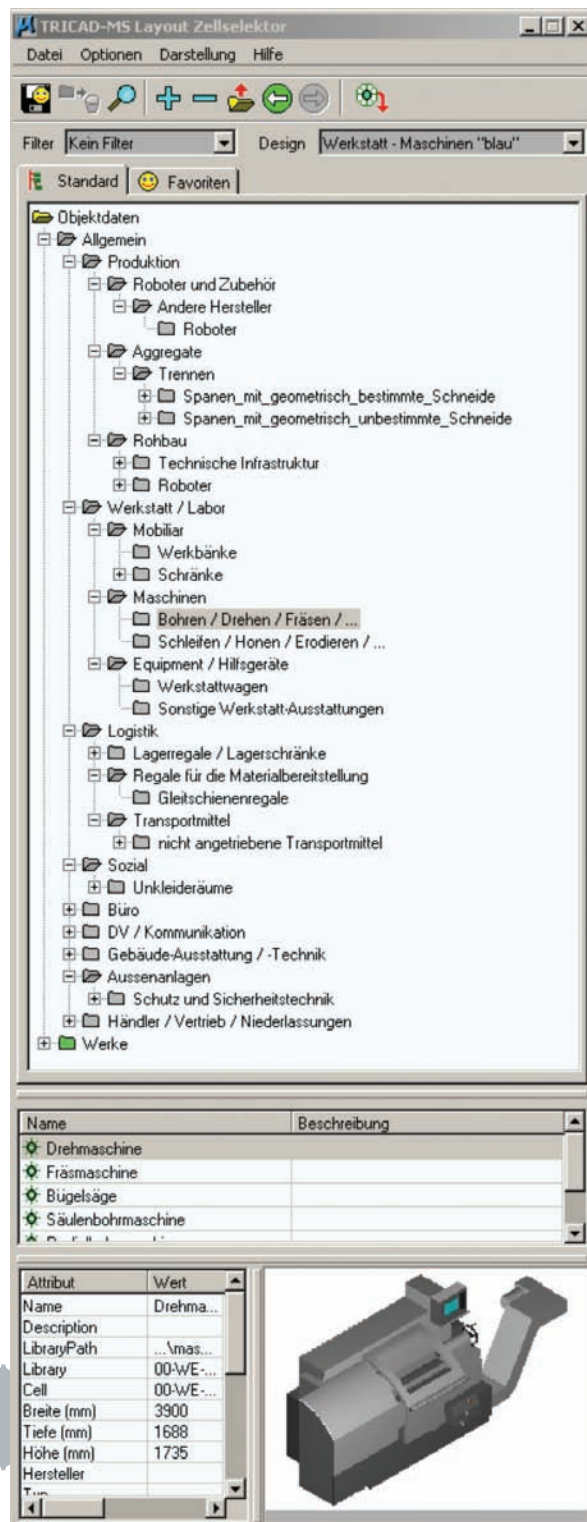 TRICAD-MS Layout Zellselektor
Datei Optionen Darstellung Hilfe
Filter Kein Filter Design Werkstatt - Maschinen "blau"
Standard Favoriten
Objektdaten
Allgemein
Produktion
Roboter und Zubehör
Andere Hersteller
Roboter
Aggregate
Trennen
Spanen_mit_geometrisch_bestimmte_Schneide
Spanen_mit_geometrisch_unbestimmte_Schneide
Rohbau
Technische Infrastruktur
Roboter
Werkstatt / Labor
Mobiliar
Werkbänke
Schränke
Maschinen
Bohren / Drehen / Fräsen / ...
Schleifen / Honen / Erodieren / ...
Equipment / Hilfsgeräte
Werkstattwagen
Sonstige Werkstatt-Ausstattungen
Logistik
Lagerregale / Lagerschränke
Regale für die Materialbereitstellung
Gleitschienenregale
Transportmittel
nicht angetriebene Transportmittel
Sozial
Unkleideräume
Büro
DV / Kommunikation
Gebäude-Ausstattung / -Technik
Aussenanlagen
Schutz und Sicherheitstechnik
Händler / Vertrieb / Niederlassungen
Werke
Name Beschreibung
Drehmaschine
Fräsmaschine
Bügelsäge
Säulenbohrmaschine
Attribut Wert
Name Drehma...
Description
LibraryPath ...\mas...
Library 00-WE-...
Cell 00-WE-...
Breite (mm) 3900
Tiefe (mm) 1688
Höhe (mm) 1735
Hersteller